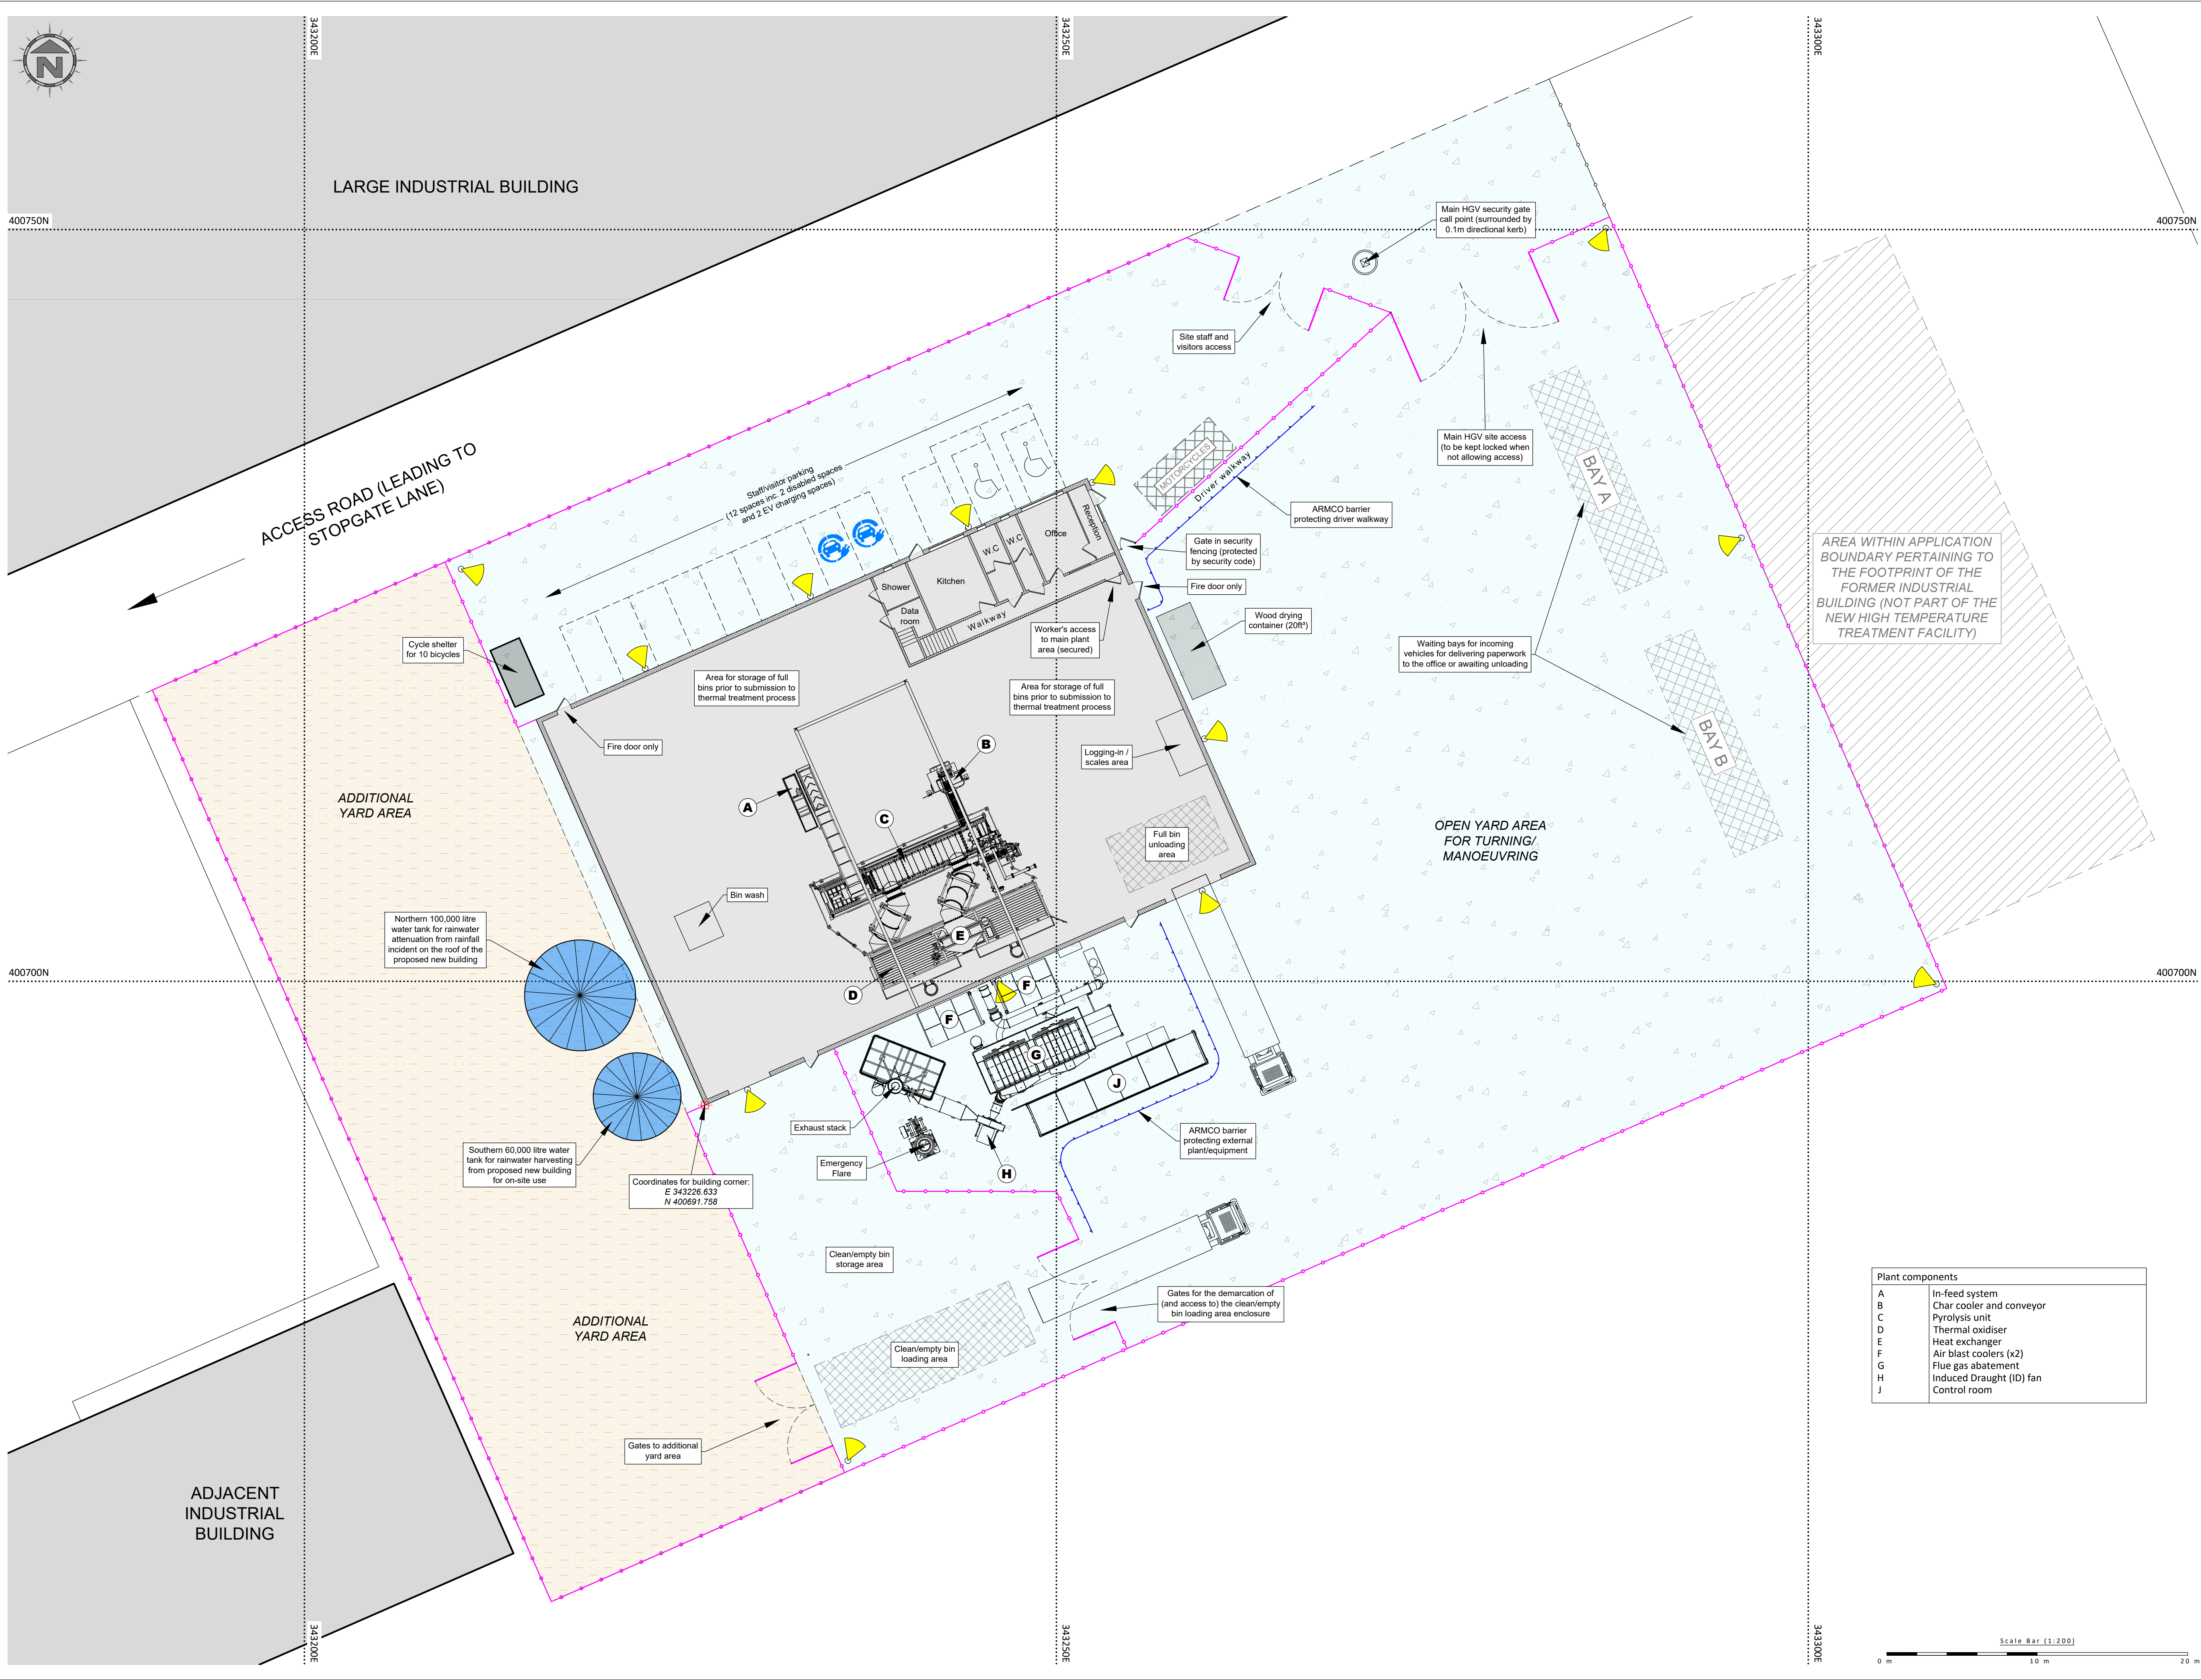 343200E
343250E
343300E
N
LARGE INDUSTRIAL BUILDING
400750N
400750N
Main HGV security gate
call point (surrounded by
0.1m directional kerb)
Site staff and
visitors access
Main HGV site access
(to be kept locked when
not allowing access)
ACCESS ROAD (LEADING TO
STOPGATE LANE)
Staff/visitor parking
(12 spaces inc. 2 disabled spaces
and 2 EV charging spaces)
MOTORCYCLES
Driver walkway
BAY A
ARMCO barrier
protecting driver walkway
Gate in security
fencing (protected
by security code)
Fire door only
Reception
Office
W.C
W.C
Kitchen
Shower
Data
room
Walkway
AREA WITHIN APPLICATION
BOUNDARY PERTAINING TO
THE FOOTPRINT OF THE
FORMER INDUSTRIAL
BUILDING (NOT PART OF THE
NEW HIGH TEMPERATURE
TREATMENT FACILITY)
Wood drying
container (20ft³)
Worker's access
to main plant
area (secured)
Cycle shelter
for 10 bicycles
Waiting bays for incoming
vehicles for delivering paperwork
to the office or awaiting unloading
Area for storage of full
bins prior to submission to
thermal treatment process
Area for storage of full
bins prior to submission to
thermal treatment process
Fire door only
B
Logging-in /
scales area
BAY B
ADDITIONAL
YARD AREA
A
C
OPEN YARD AREA
FOR TURNING/
MANOEUVRING
Full bin
unloading
area
Bin wash
Northern 100,000 litre
water tank for rainwater
attenuation from rainfall
incident on the roof of the
proposed new building
E
400700N
400700N
D
F
F
G
J
Exhaust stack
ARMCO barrier
protecting external
plant/equipment
Southern 60,000 litre water
tank for rainwater harvesting
from proposed new building
for on-site use
Emergency
Flare
H
Coordinates for building corner:
E 343226.633
N 400691.758
Clean/empty bin
storage area
Gates for the demarcation of
(and access to) the clean/empty
bin loading area enclosure
ADDITIONAL
YARD AREA
Clean/empty bin
loading area
Gates to additional
yard area
Plant components
A In-feed system
B Char cooler and conveyor
C Pyrolysis unit
D Thermal oxidiser
E Heat exchanger
F Air blast coolers (x2)
G Flue gas abatement
H Induced Draught (ID) fan
J Control room
ADJACENT
INDUSTRIAL
BUILDING
343200E
343250E
343300E
Scale Bar (1:200)
0 m 10 m 20 m